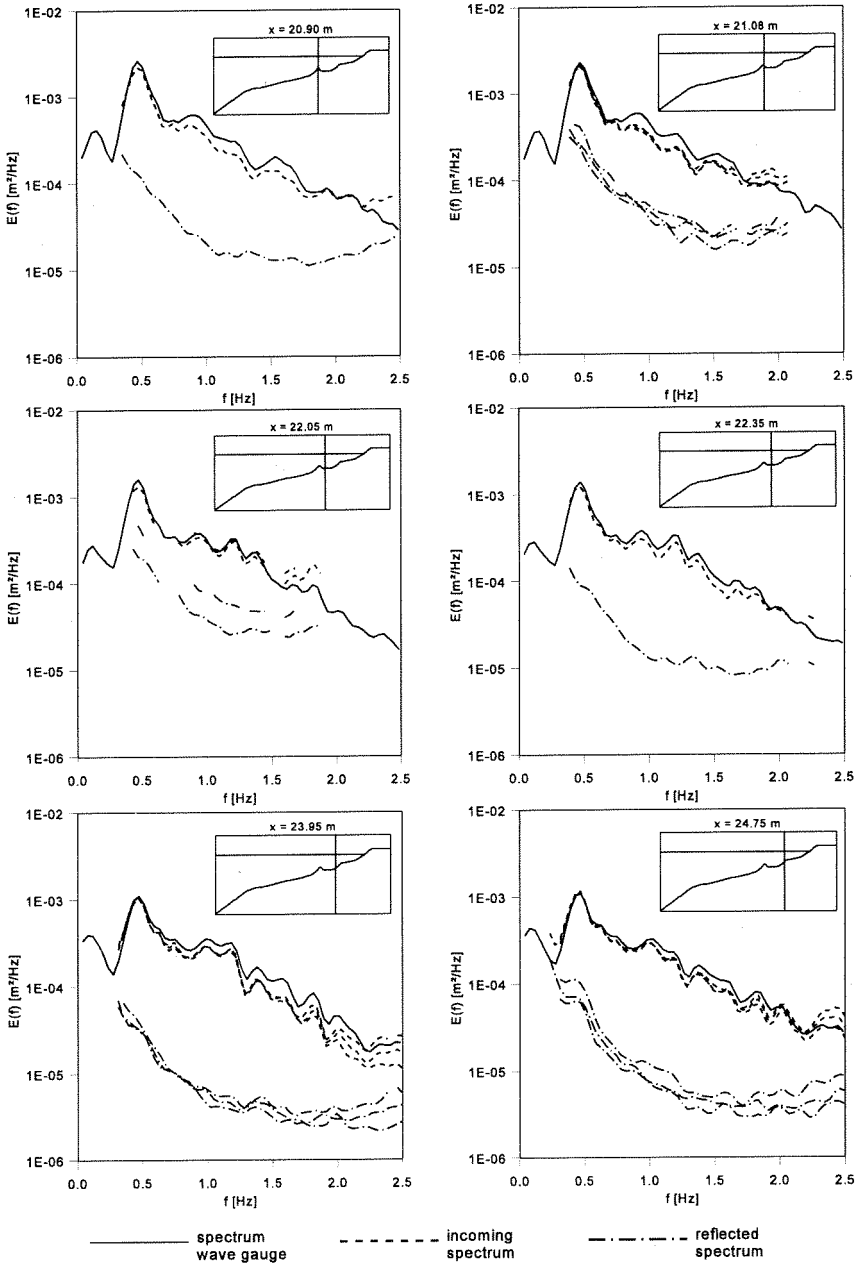 x = 20.90 m
1E-02
1E-03
1E-04
1E-05
1E-06
E(f) [m²/Hz]
0.0 0.5 1.0 1.5 2.0 2.5
f [Hz]
x = 21.08 m
1E-02
1E-03
1E-04
1E-05
1E-06
E(f) [m²/Hz]
0.0 0.5 1.0 1.5 2.0 2.5
f [Hz]
x = 22.05 m
1E-02
1E-03
1E-04
1E-05
1E-06
E(f) [m²/Hz]
0.0 0.5 1.0 1.5 2.0 2.5
f [Hz]
x = 22.35 m
1E-02
1E-03
1E-04
1E-05
1E-06
E(f) [m²/Hz]
0.0 0.5 1.0 1.5 2.0 2.5
f [Hz]
x = 23.95 m
1E-02
1E-03
1E-04
1E-05
1E-06
E(f) [m²/Hz]
0.0 0.5 1.0 1.5 2.0 2.5
f [Hz]
x = 24.75 m
1E-02
1E-03
1E-04
1E-05
1E-06
E(f) [m²/Hz]
0.0 0.5 1.0 1.5 2.0 2.5
f [Hz]
spectrum
wave gauge
incoming
spectrum
reflected
spectrum